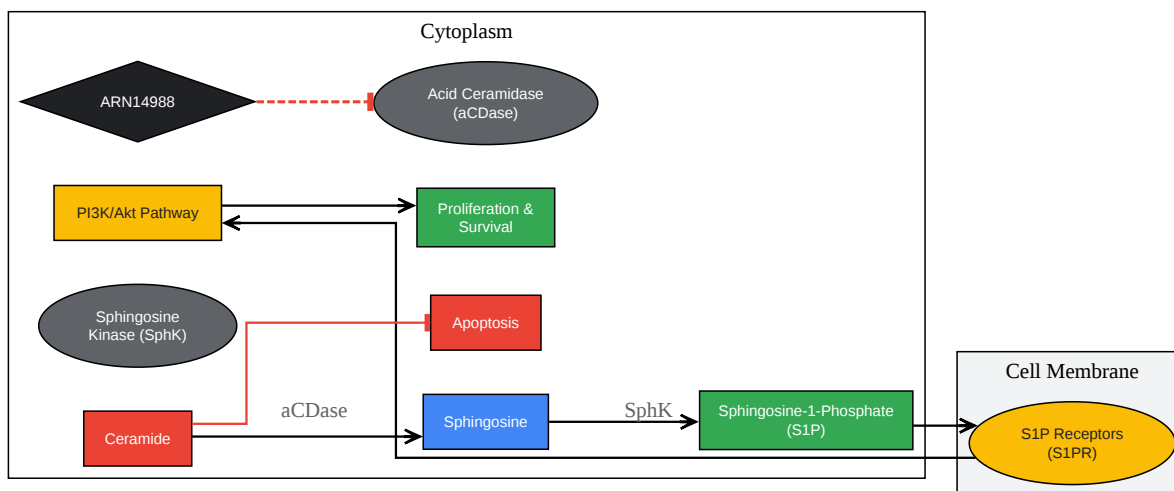 Cytoplasm
ARN14988
Acid Ceramidase
(aCDase)
PI3K/Akt Pathway
Proliferation &
Survival
Sphingosine
Kinase (SphK)
Apoptosis
Cell Membrane
Ceramide
aCDase
Sphingosine
SphK
Sphingosine-1-Phosphate
(S1P)
S1P Receptors
(S1PR)